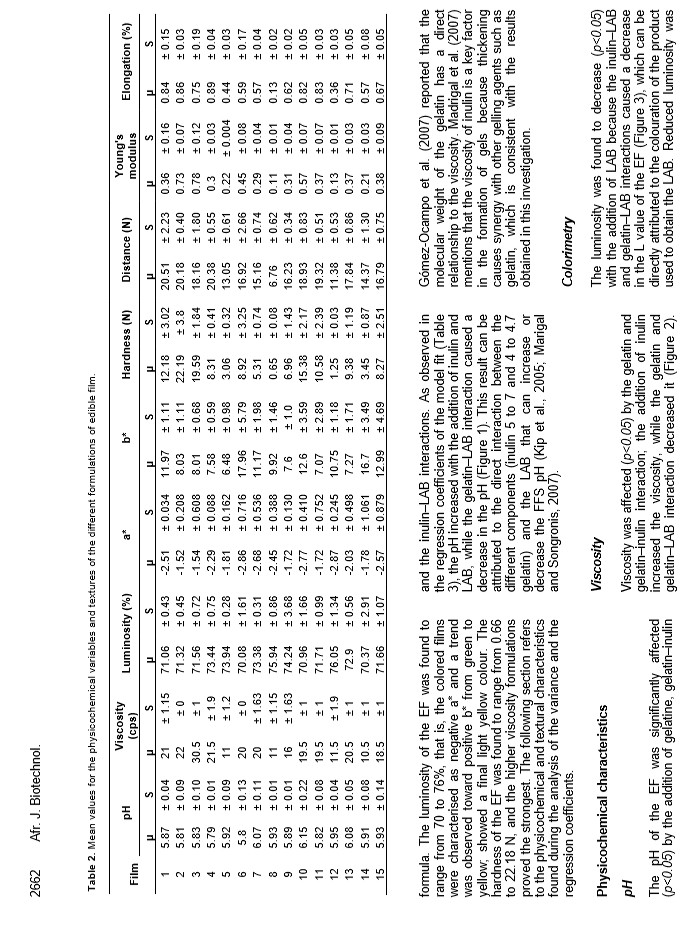 2662 Afr. J. Biotechnol.
Table 2. Mean values for the physicochemical variables and textures of the different formulations of edible film.
Film pH Viscosity (cps) Luminosity (%) a* b* Hardness (N) Distance (N) Young's modulus Elongation (%)
µ S µ S µ S µ S µ S µ S µ S µ S µ S
1 5.87 ± 0.04 21 ± 1.15 71.06 ± 0.43 -2.51 ± 0.034 11.97 ± 1.11 12.18 ± 3.02 20.51 ± 2.23 0.36 ± 0.16 0.84 ± 0.15
2 5.81 ± 0.09 22 ± 0 71.32 ± 0.45 -1.52 ± 0.208 8.03 ± 1.11 22.19 ± 3.8 20.18 ± 0.40 0.73 ± 0.07 0.86 ± 0.03
3 5.83 ± 0.10 30.5 ± 1 71.56 ± 0.72 -1.54 ± 0.608 8.01 ± 0.68 19.59 ± 1.84 18.16 ± 1.80 0.78 ± 0.12 0.75 ± 0.19
4 5.79 ± 0.01 21.5 ± 1.9 73.44 ± 0.75 -2.29 ± 0.088 7.58 ± 0.59 8.31 ± 0.41 20.38 ± 0.55 0.3 ± 0.03 0.89 ± 0.04
5 5.92 ± 0.09 11 ± 1.2 73.94 ± 0.28 -1.81 ± 0.162 6.48 ± 0.98 3.06 ± 0.32 13.05 ± 0.61 0.22 ± 0.004 0.44 ± 0.03
6 5.8 ± 0.13 20 ± 0 70.08 ± 1.61 -2.86 ± 0.716 17.96 ± 5.79 8.92 ± 3.25 16.92 ± 2.66 0.45 ± 0.08 0.59 ± 0.17
7 6.07 ± 0.11 20 ± 1.63 73.38 ± 0.31 -2.68 ± 0.536 11.17 ± 1.98 5.31 ± 0.74 15.16 ± 0.74 0.29 ± 0.04 0.57 ± 0.04
8 5.93 ± 0.01 11 ± 1.15 75.94 ± 0.86 -2.45 ± 0.388 9.92 ± 1.46 0.65 ± 0.08 6.76 ± 0.62 0.11 ± 0.01 0.13 ± 0.02
9 5.89 ± 0.01 16 ± 1.63 74.24 ± 3.68 -1.72 ± 0.130 7.6 ± 1.0 6.96 ± 1.43 16.23 ± 0.34 0.31 ± 0.04 0.62 ± 0.02
10 6.15 ± 0.22 19.5 ± 1 70.96 ± 1.66 -2.77 ± 0.410 12.6 ± 3.59 15.38 ± 2.17 18.93 ± 0.83 0.57 ± 0.07 0.82 ± 0.05
11 5.82 ± 0.08 19.5 ± 1 71.71 ± 0.99 -1.72 ± 0.752 7.07 ± 2.89 10.58 ± 2.39 19.32 ± 0.51 0.37 ± 0.07 0.83 ± 0.03
12 5.95 ± 0.04 11.5 ± 1.9 76.05 ± 1.34 -2.87 ± 0.245 10.75 ± 1.18 1.25 ± 0.03 11.38 ± 0.53 0.13 ± 0.01 0.36 ± 0.03
13 6.08 ± 0.05 20.5 ± 1 72.9 ± 0.56 -2.03 ± 0.498 7.27 ± 1.71 9.38 ± 1.19 17.84 ± 0.86 0.37 ± 0.03 0.71 ± 0.05
14 5.91 ± 0.08 10.5 ± 1 70.37 ± 2.91 -1.78 ± 1.061 16.7 ± 3.49 3.45 ± 0.87 14.37 ± 1.30 0.21 ± 0.03 0.57 ± 0.08
15 5.93 ± 0.14 18.5 ± 1 71.66 ± 1.07 -2.57 ± 0.879 12.99 ± 4.69 8.27 ± 2.51 16.79 ± 0.75 0.38 ± 0.09 0.67 ± 0.05
formula. The luminosity of the EF was found to
range from 70 to 76%, that is, the colored films
were characterised as negative a* and a trend
was observed toward positive b* from green to
yellow; showed a final light yellow colour. The
hardness of the EF was found to range from 0.66
to 22.18 N, and the higher viscosity formulations
proved the strongest. The following section refers
to the physicochemical and textural characteristics
found during the analysis of the variance and the
regression coefficients.
Physicochemical characteristics
pH
The pH of the EF was significantly affected
(p<0.05) by the addition of gelatine, gelatin–inulin
and the inulin–LAB interactions. As observed in
the regression coefficients of the model fit (Table
3), the pH increased with the addition of inulin and
LAB, while the gelatin–LAB interaction caused a
decrease in the pH (Figure 1). This result can be
attributed to the direct interaction between the
different components (inulin 5 to 7 and 4 to 4.7
gelatin) and the LAB that can increase or
decrease the FFS pH (Kip et al., 2005; Marigal
and Songronis, 2007).
Viscosity
Viscosity was affected (p<0.05) by the gelatin and
gelatin–inulin interaction; the addition of inulin
increased the viscosity, while the gelatin and
gelatin–LAB interaction decreased it (Figure 2).
Gómez-Ocampo et al. (2007) reported that the
molecular weight of the gelatin has a direct
relationship to the viscosity. Madrigal et al. (2007)
mentions that the viscosity of inulin is a key factor
in the formation of gels because thickening
causes synergy with other gelling agents such as
gelatin, which is consistent with the results
obtained in this investigation.
Colorimetry
The luminosity was found to decrease (p<0.05)
with the addition of LAB because the inulin–LAB
and gelatin–LAB interactions caused a decrease
in the L value of the EF (Figure 3), which can be
directly attributed to the colouration of the product
used to obtain the LAB. Reduced luminosity was